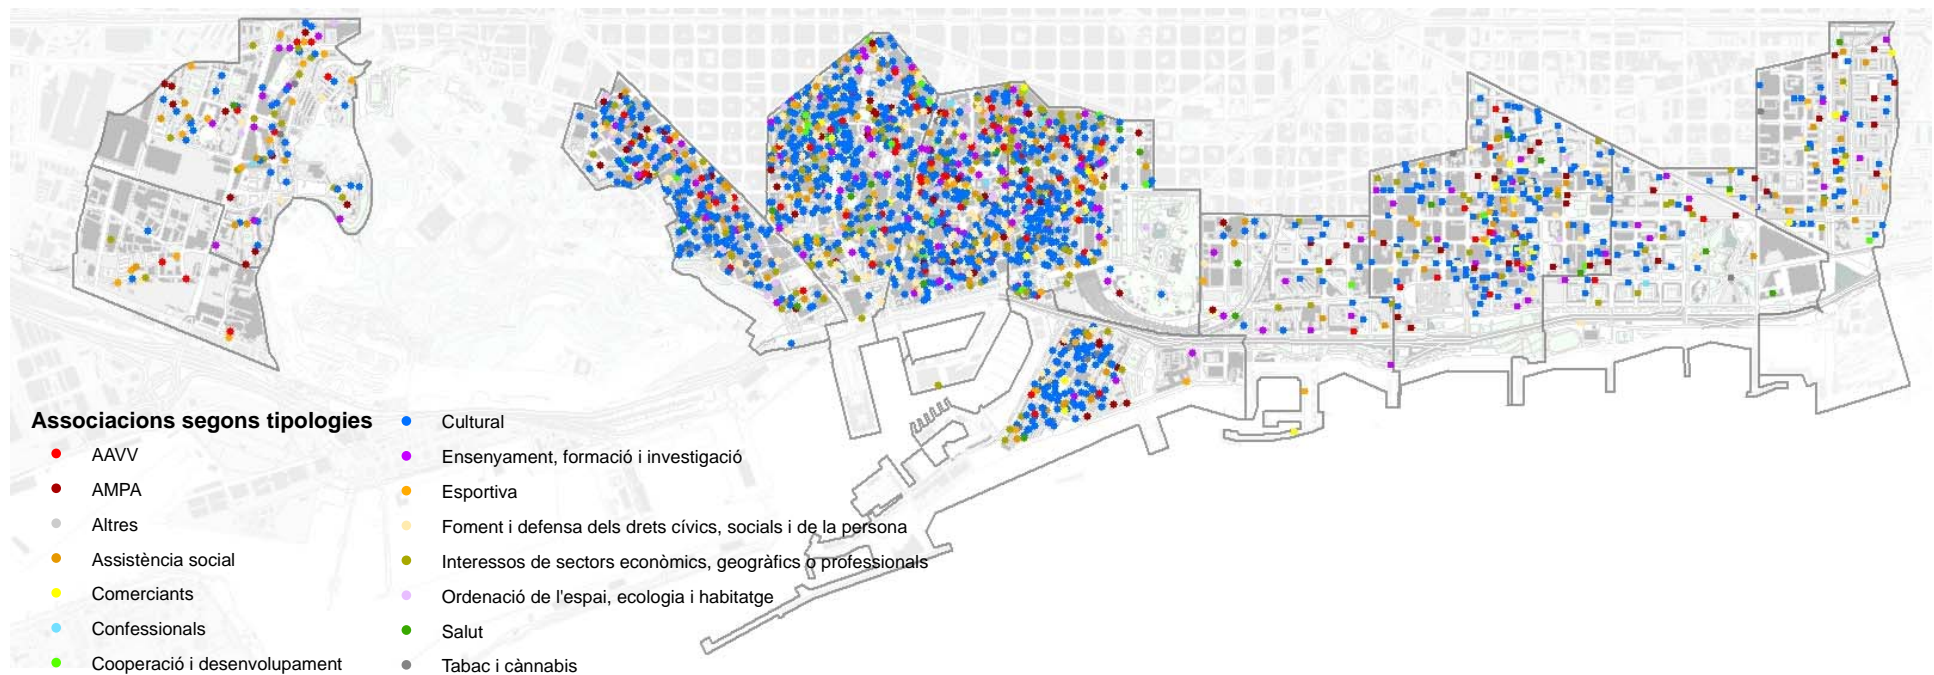 Associacions segons tipologies
AAVV
AMPA
Altres
Assistència social
Comerciants
Confessionals
Cooperació i desenvolupament
Cultural
Ensenyament, formació i investigació
Esportiva
Foment i defensa dels drets cívics, socials i de la persona
Interessos de sectors econòmics, geogràfics o professionals
Ordenació de l'espai, ecologia i habitatge
Salut
Tabac i cànnabis